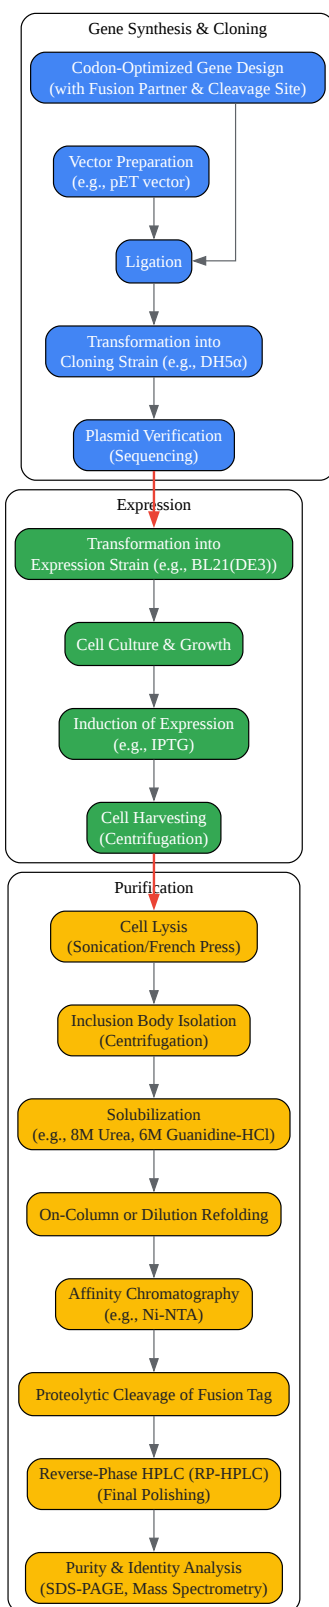 Gene Synthesis & Cloning
Codon-Optimized Gene Design
(with Fusion Partner & Cleavage Site)
Vector Preparation
(e.g., pET vector)
Ligation
Transformation into
Cloning Strain (e.g., DH5α)
Plasmid Verification
(Sequencing)
Expression
Transformation into
Expression Strain (e.g., BL21(DE3))
Cell Culture & Growth
Induction of Expression
(e.g., IPTG)
Cell Harvesting
(Centrifugation)
Purification
Cell Lysis
(Sonication/French Press)
Inclusion Body Isolation
(Centrifugation)
Solubilization
(e.g., 8M Urea, 6M Guanidine-HCl)
On-Column or Dilution Refolding
Affinity Chromatography
(e.g., Ni-NTA)
Proteolytic Cleavage of Fusion Tag
Reverse-Phase HPLC (RP-HPLC)
(Final Polishing)
Purity & Identity Analysis
(SDS-PAGE, Mass Spectrometry)